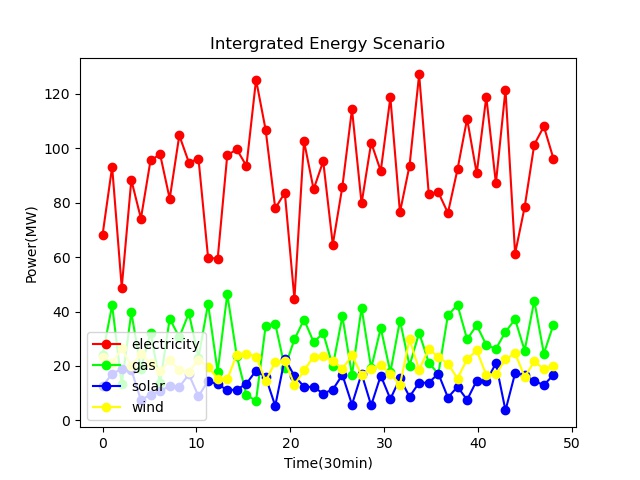 Intergrated Energy Scenario
Power(MW)
120
100
80
60
40
20
0
electricity
gas
solar
wind
0 10 20 30 40 50
Time(30min)